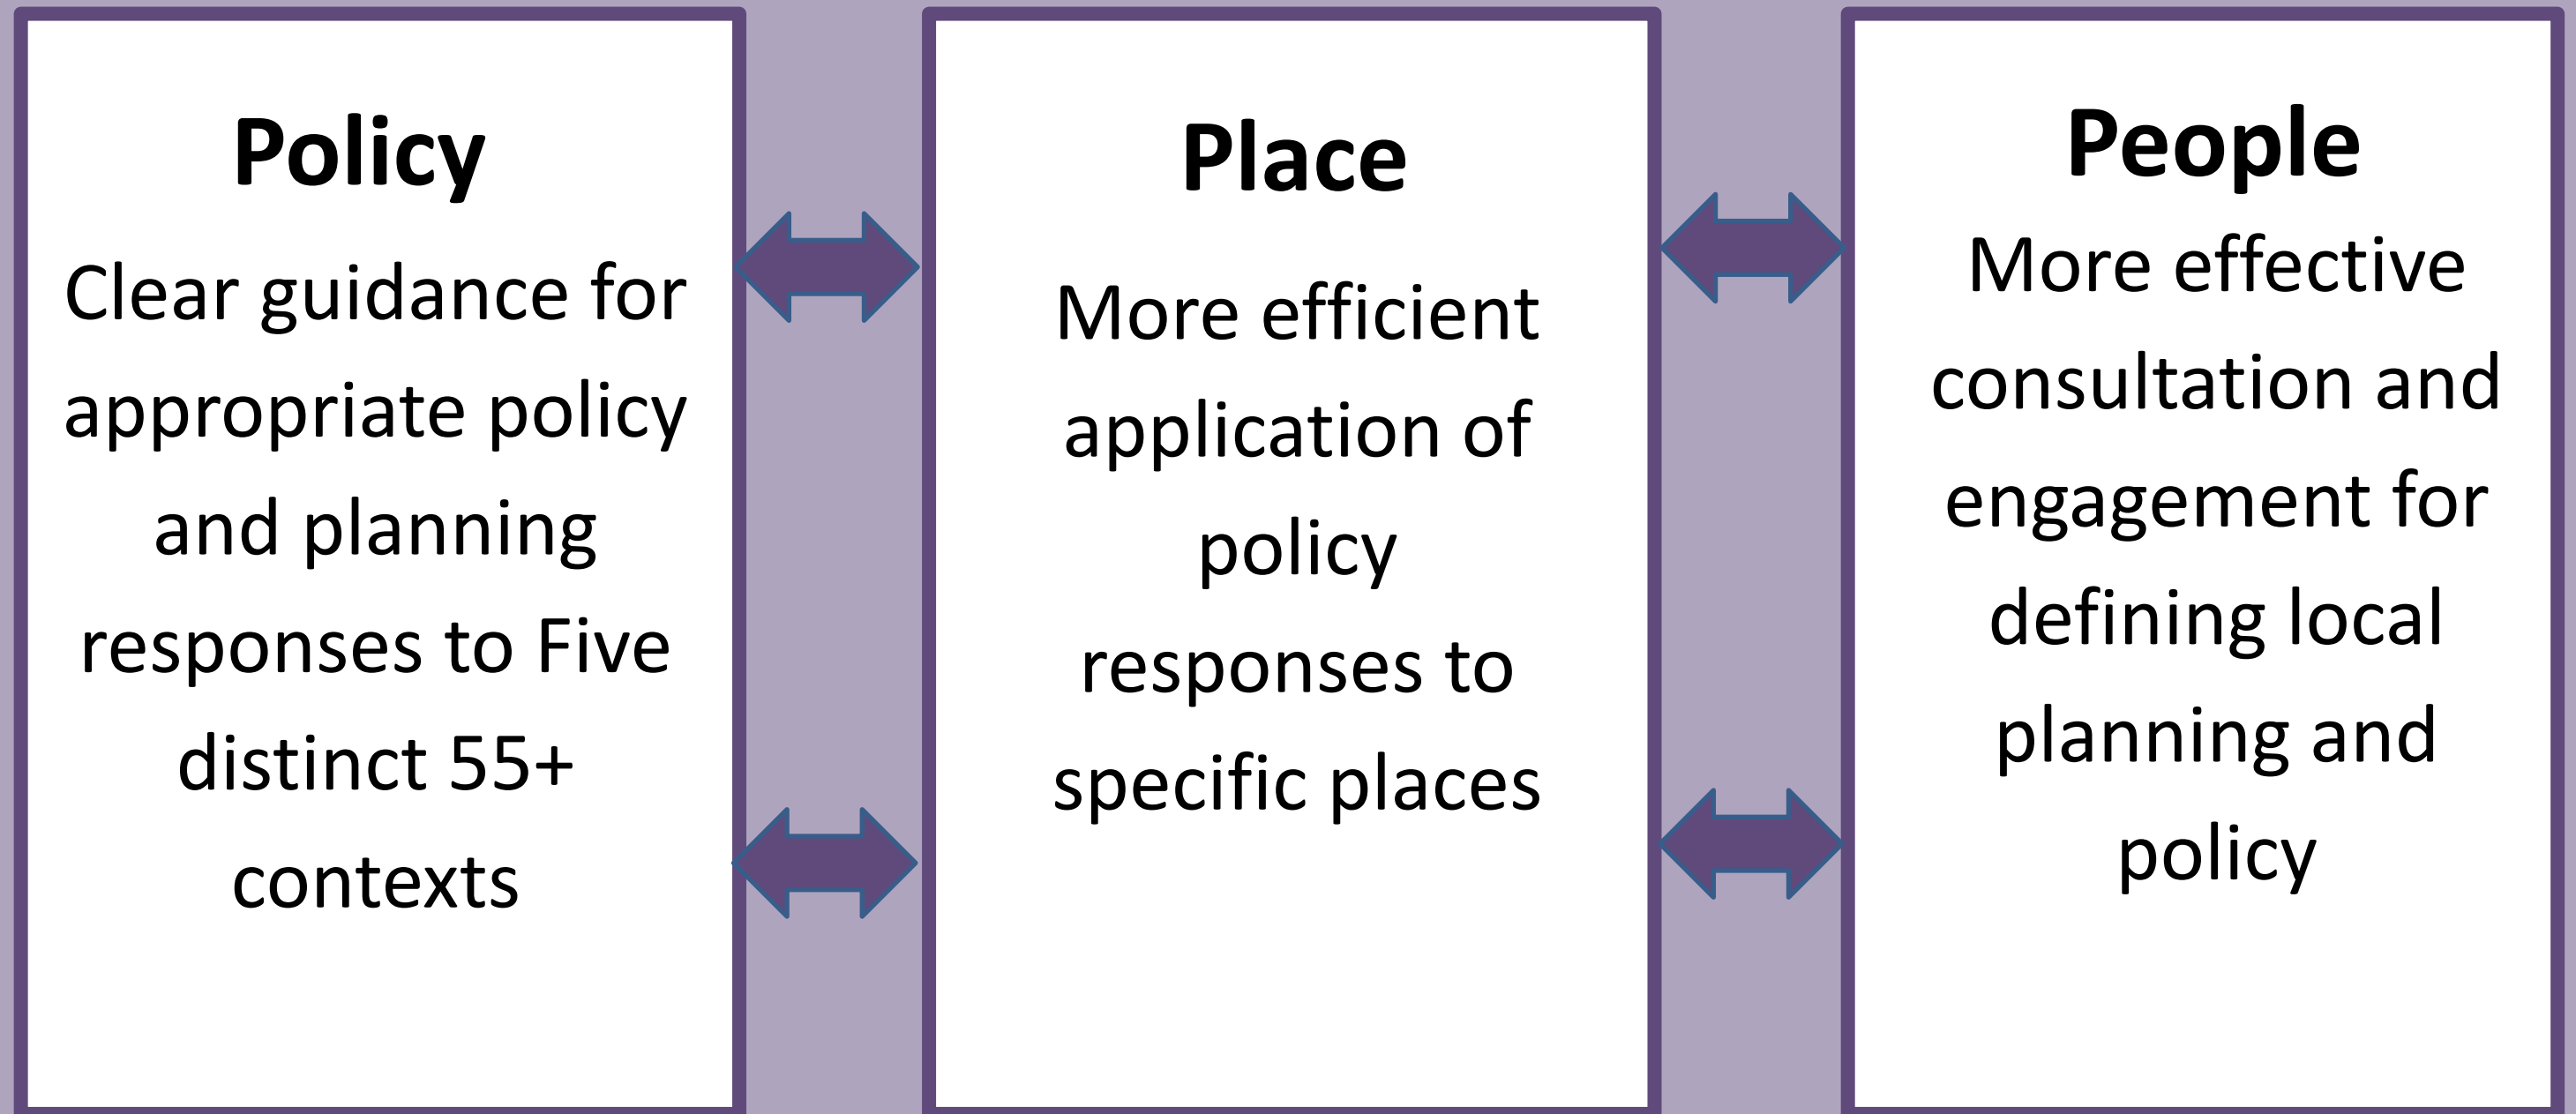 Policy
Clear guidance for
appropriate policy
and planning
responses to Five
distinct 55+
contexts
Place
More efficient
application of
policy
responses to
specific places
People
More effective
consultation and
engagement for
defining local
planning and
policy